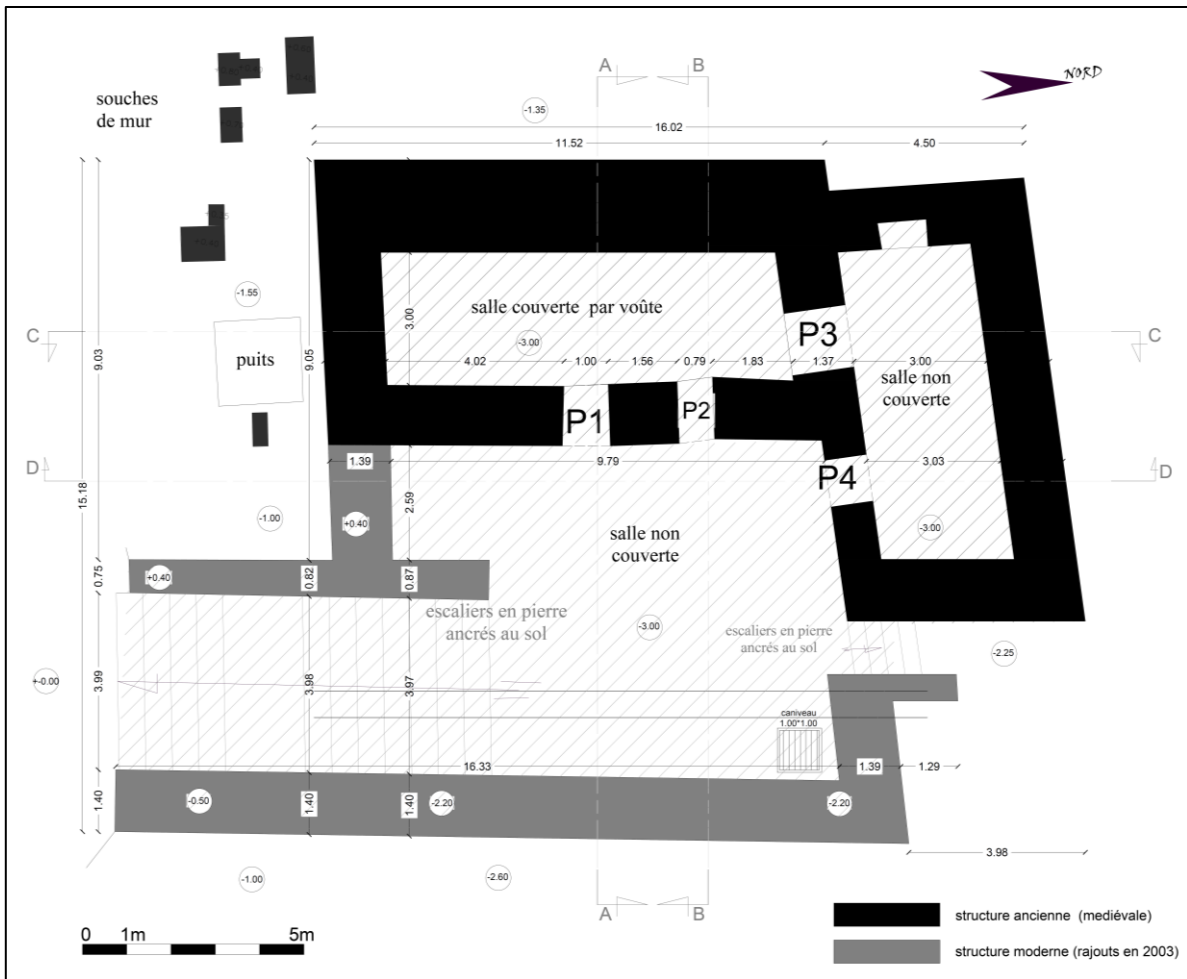 NORD
souches
de mur
A
B
-1.35
16.02
11.52
4.50
-1.55
puits
C
C
9.03
9.05
3.00
salle couverte par voûte
-3.00
4.02
1.00
1.56
0.79
1.83
1.37
3.00
P3
salle non
couverte
P1
P2
D
D
1.39
9.79
P4
3.03
15.18
2.59
-1.00
+0.40
salle non
couverte
-3.00
0.75
+0.40
0.82
0.87
escaliers en pierre
ancrés au sol
-3.00
escaliers en pierre
ancrés au sol
-2.25
+-0.00
3.99
3.98
3.97
caniveau
1.00*1.00
16.33
1.39
1.29
1.40
-0.50
1.40
1.40
-2.20
-2.20
3.98
-1.00
-2.60
A
B
0 1m 5m
structure ancienne (mediévale)
structure moderne (rajouts en 2003)